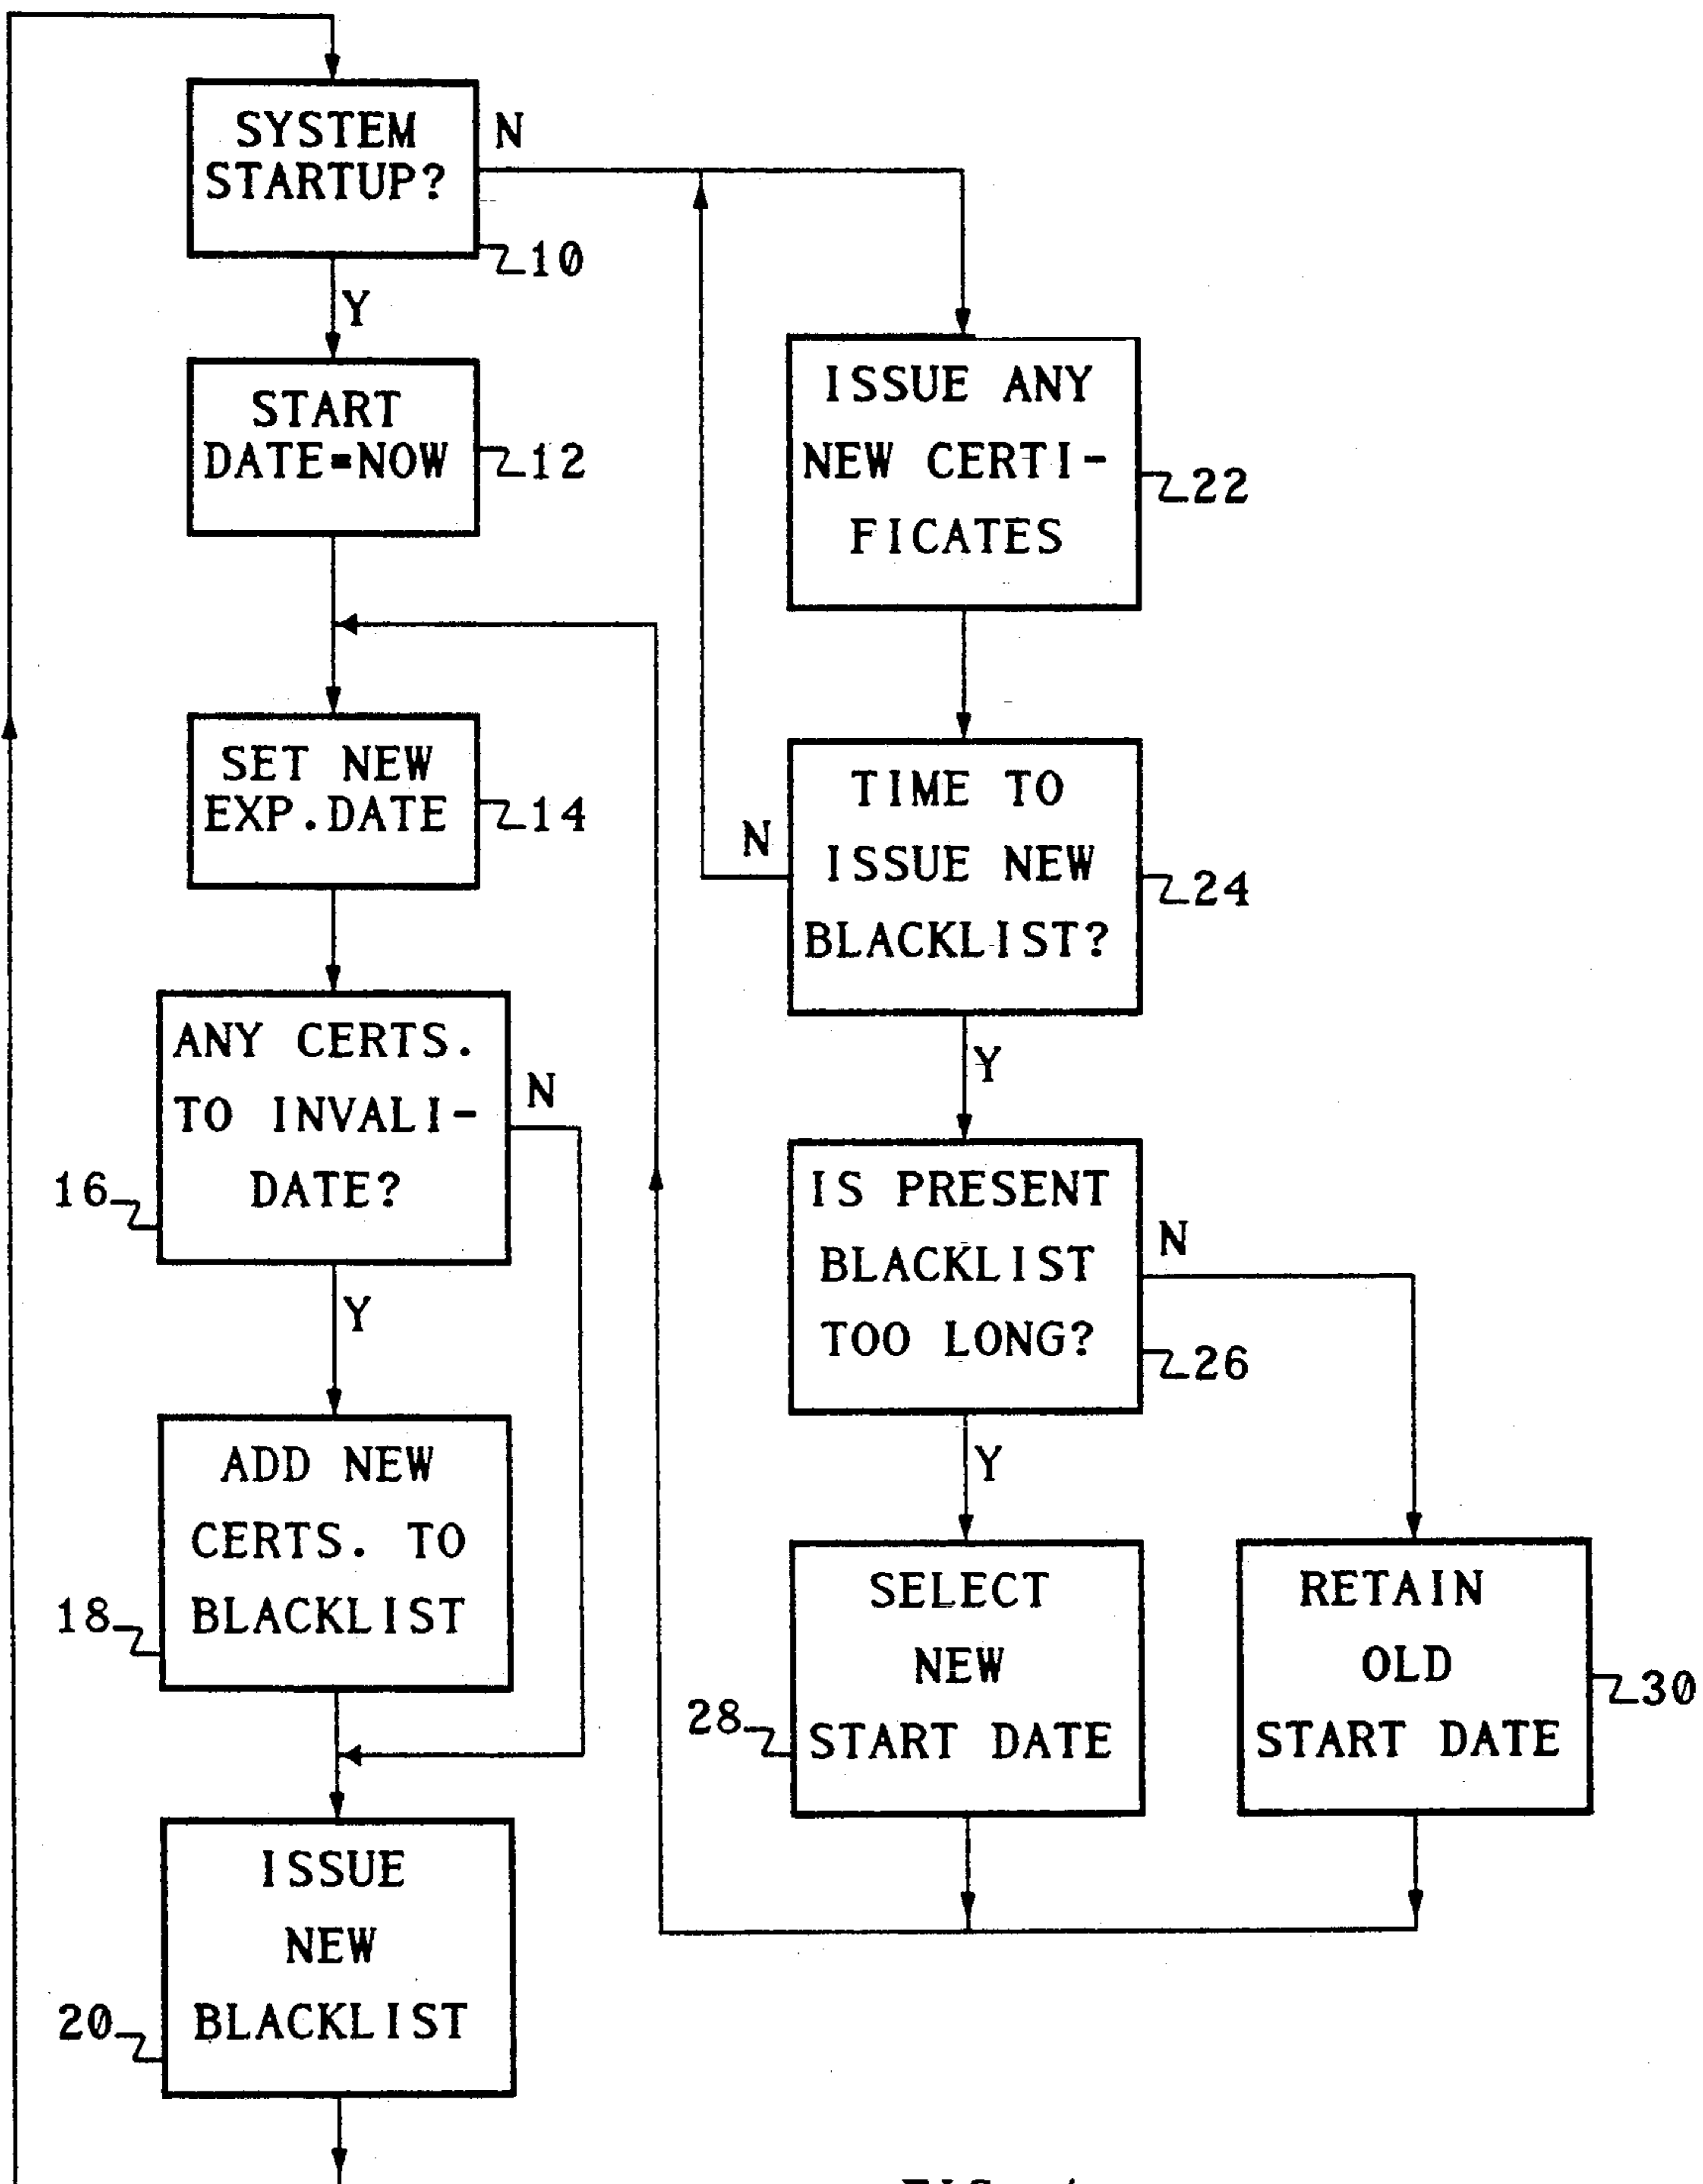 SYSTEM
STARTUP?
N
10
Y
START
DATE=NOW
12
SET NEW
EXP.DATE
14
ANY CERTS.
TO INVALI-
DATE?
N
16
Y
ADD NEW
CERTS. TO
BLACKLIST
18
ISSUE
NEW
BLACKLIST
20
ISSUE ANY
NEW CERTI-
FICATES
22
TIME TO
ISSUE NEW
BLACKLIST?
N
24
Y
IS PRESENT
BLACKLIST
TOO LONG?
N
26
Y
SELECT
NEW
START DATE
28
RETAIN
OLD
START DATE
30